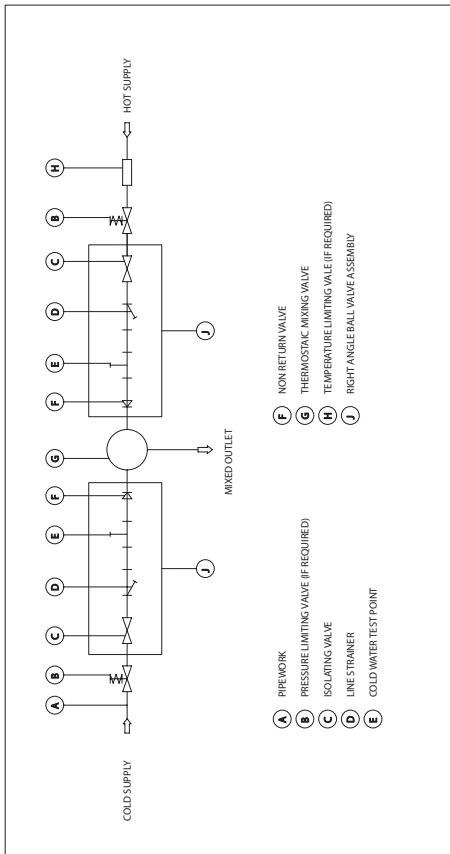 A B C D E F G F E D C B H
COLD SUPPLY
HOT SUPPLY
J J
MIXED OUTLET
A PIPEWORK
B PRESSURE LIMITING VALVE (IF REQUIRED)
C ISOLATING VALVE
D LINE STRAINER
E COLD WATER TEST POINT
F NON RETURN VALVE
G THERMOSTAIC MIXING VALVE
H TEMPERATURE LIMITING VALE (IF REQUIRED)
J RIGHT ANGLE BALL VALVE ASSEMBLY